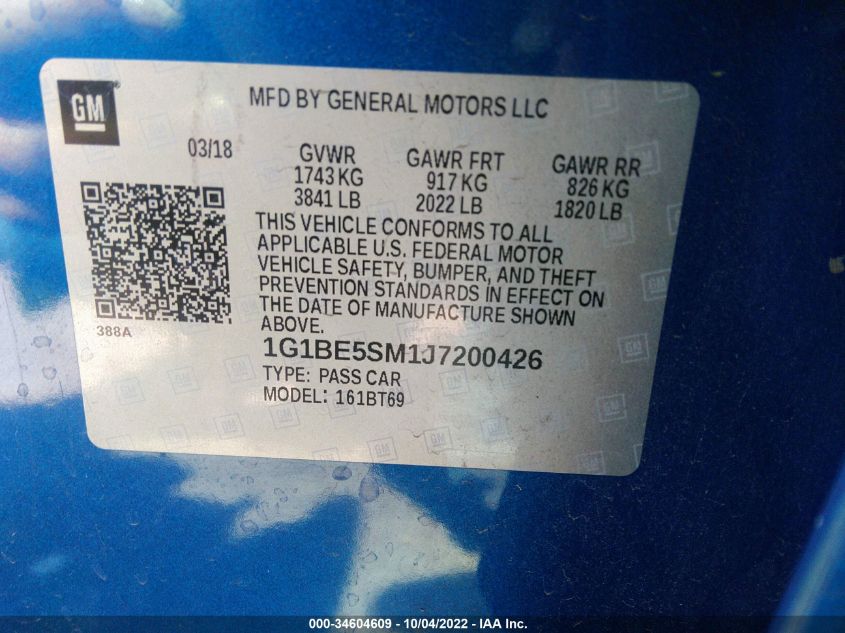 GM
MFD BY GENERAL MOTORS LLC
03/18
GVWR
1743 KG
3841 LB
GAWR FRT
917 KG
2022 LB
GAWR RR
826 KG
1820 LB
THIS VEHICLE CONFORMS TO ALL
APPLICABLE U.S. FEDERAL MOTOR
VEHICLE SAFETY, BUMPER, AND THEFT
PREVENTION STANDARDS IN EFFECT ON
THE DATE OF MANUFACTURE SHOWN
ABOVE.
388A
1G1BE5SM1J7200426
TYPE: PASS CAR
MODEL: 161BT69
000-34604609 - 10/04/2022 - IAA Inc.